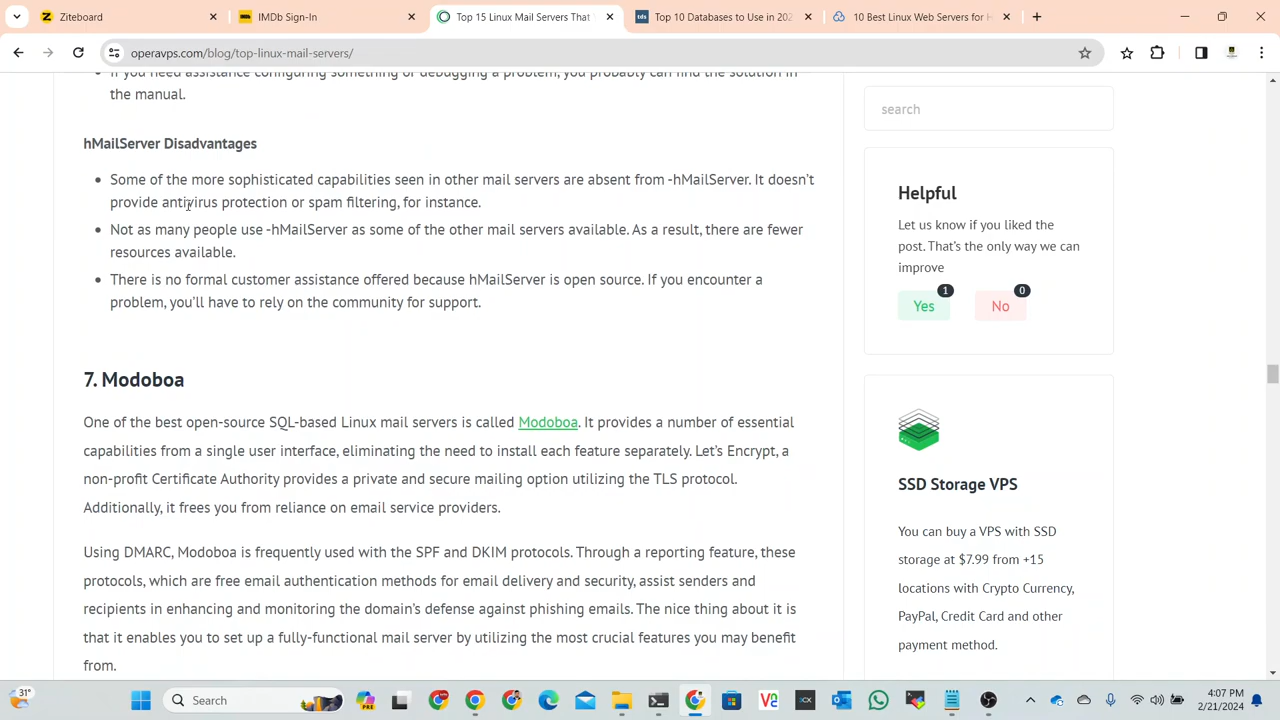 Ziteboard
IMDb Sign-In
Top 15 Linux Mail Servers That
Top 10 Databases to Use in 202
10 Best Linux Web Servers for H
operavps.com/blog/top-linux-mail-servers/
If you need assistance configuring something or debugging a problem, you probably can find the solution in
the manual.
hMailServer Disadvantages
Some of the more sophisticated capabilities seen in other mail servers are absent from -hMailServer. It doesn't
provide antivirus protection or spam filtering, for instance.
Not as many people use -hMailServer as some of the other mail servers available. As a result, there are fewer
resources available.
There is no formal customer assistance offered because hMailServer is open source. If you encounter a
problem, you'll have to rely on the community for support.
7. Modoboa
One of the best open-source SQL-based Linux mail servers is called Modoboa. It provides a number of essential
capabilities from a single user interface, eliminating the need to install each feature separately. Let's Encrypt, a
non-profit Certificate Authority provides a private and secure mailing option utilizing the TLS protocol.
Additionally, it frees you from reliance on email service providers.
Using DMARC, Modoboa is frequently used with the SPF and DKIM protocols. Through a reporting feature, these
protocols, which are free email authentication methods for email delivery and security, assist senders and
recipients in enhancing and monitoring the domain's defense against phishing emails. The nice thing about it is
that it enables you to set up a fully-functional mail server by utilizing the most crucial features you may benefit
from.
search
Helpful
Let us know if you liked the
post. That's the only way we can
improve
Yes 1
No 0
SSD Storage VPS
You can buy a VPS with SSD
storage at $7.99 from +15
locations with Crypto Currency,
PayPal, Credit Card and other
payment method.
31°
Search
4:07 PM
2/21/2024